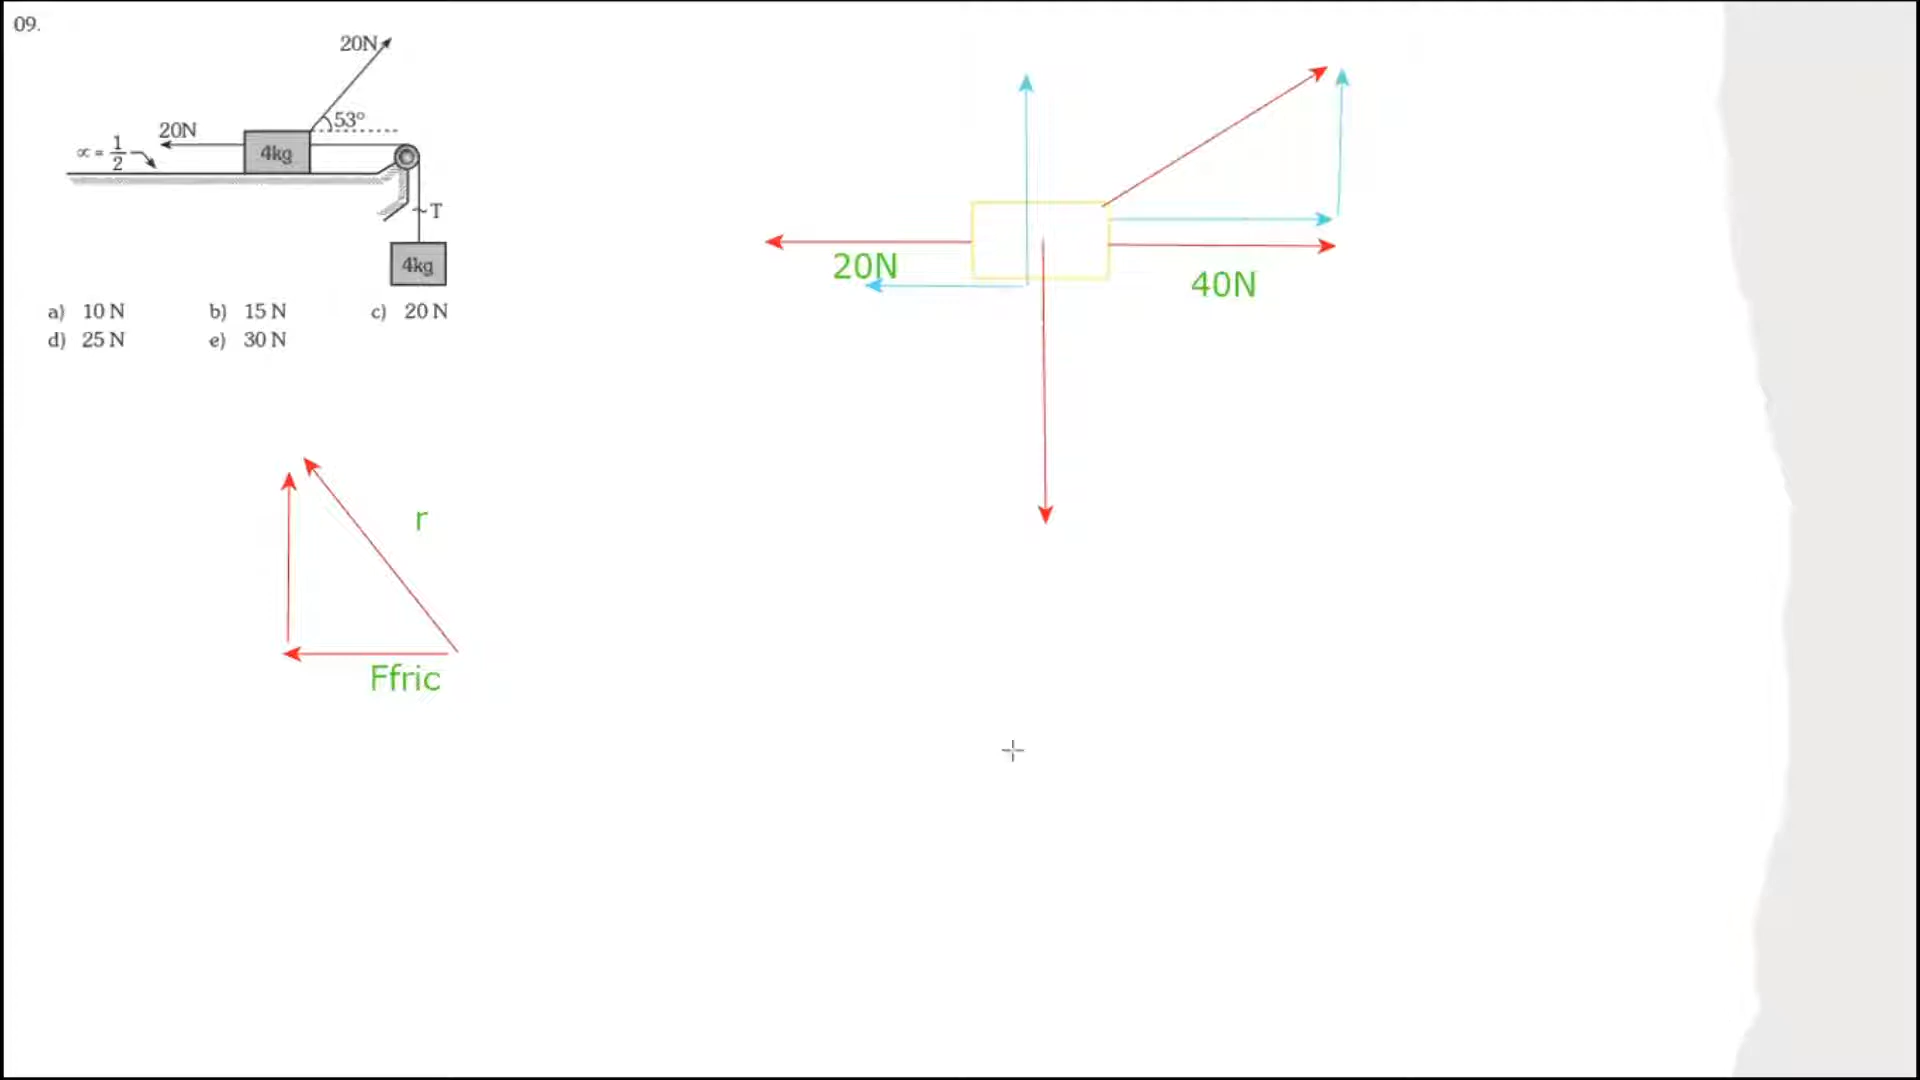 09.
20N
53°
20N
4kg
∝ = 1/2
T
4kg
a) 10 N b) 15 N c) 20 N
d) 25 N e) 30 N
20N
40N
r
Ffric